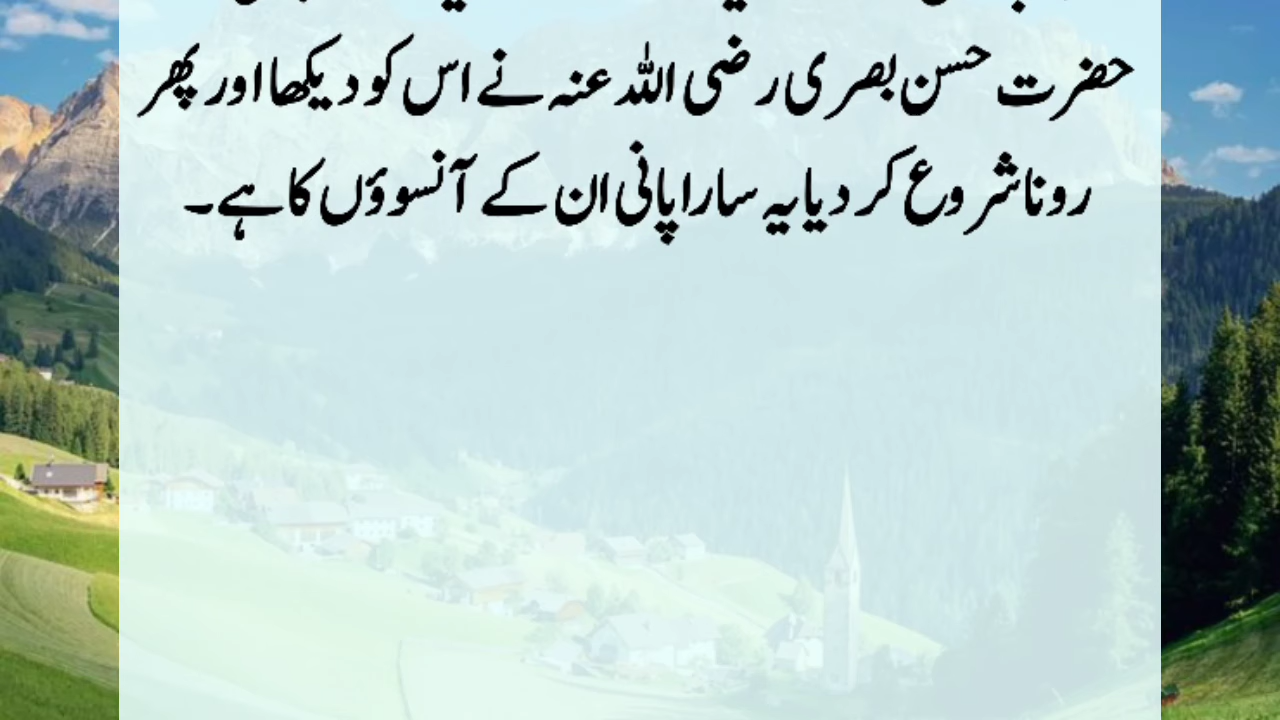 حضرت حسن بصری رضی اللہ عنہ نے اس کو دیکھا اور پھر
رونا شروع کر دیا یہ سارا پانی ان کے آنسوؤں کا ہے۔